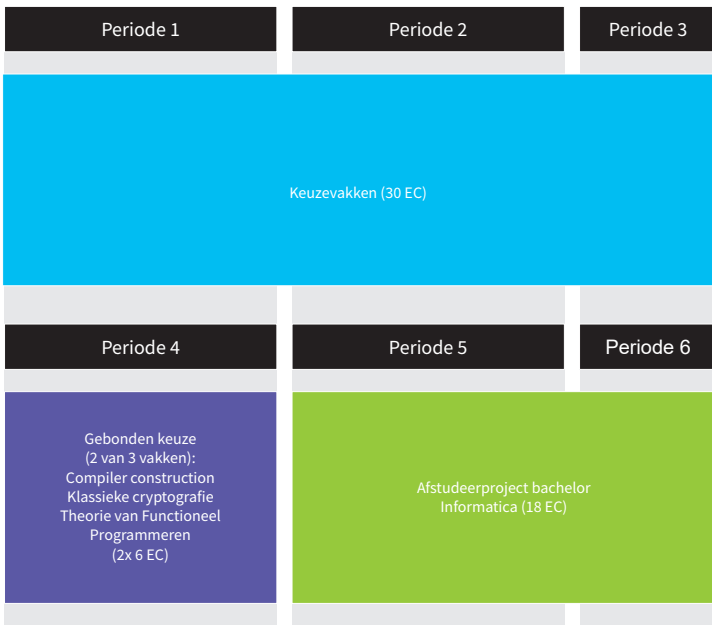 Periode 1
Periode 2
Periode 3
Keuzevakken (30 EC)
Periode 4
Periode 5
Periode 6
Gebonden keuze
(2 van 3 vakken):
Compiler construction
Klassieke cryptografie
Theorie van Functioneel
Programmeren
(2x 6 EC)
Afstudeerproject bachelor
Informatica (18 EC)